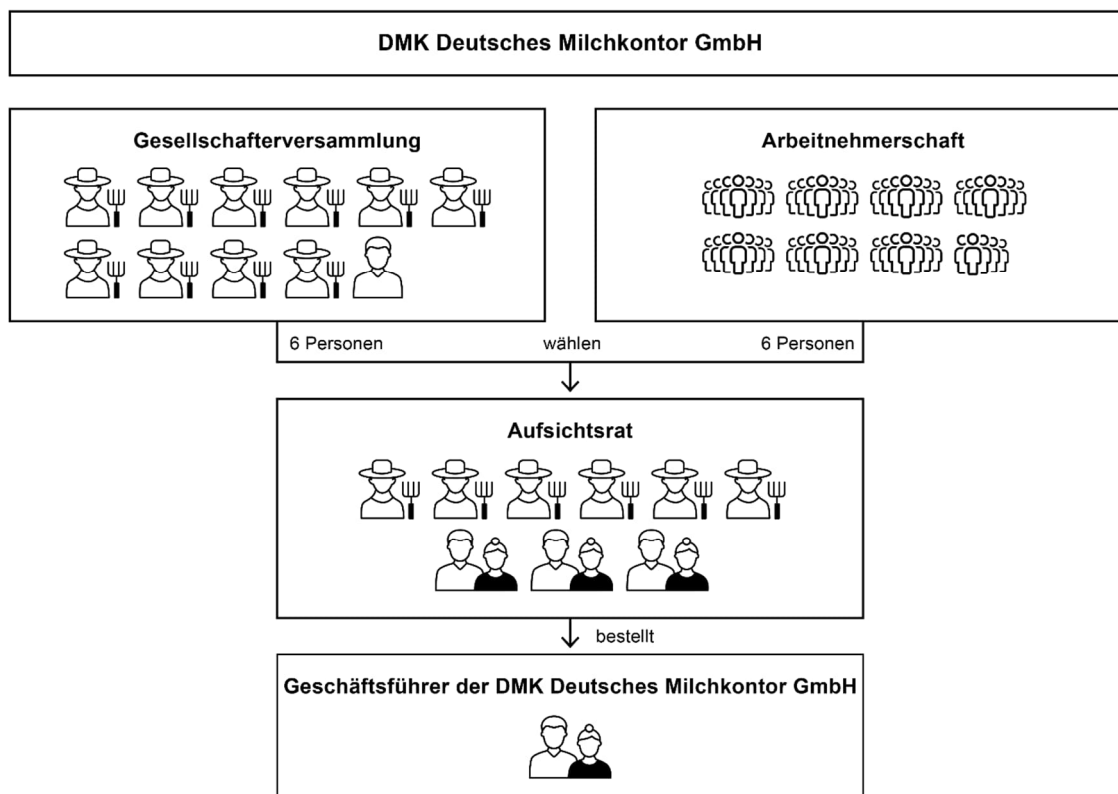 DMK Deutsches Milchkontor GmbH
Gesellschafterversammlung
Arbeitnehmerschaft
6 Personen
wählen
6 Personen
Aufsichtsrat
bestellt
Geschäftsführer der DMK Deutsches Milchkontor GmbH